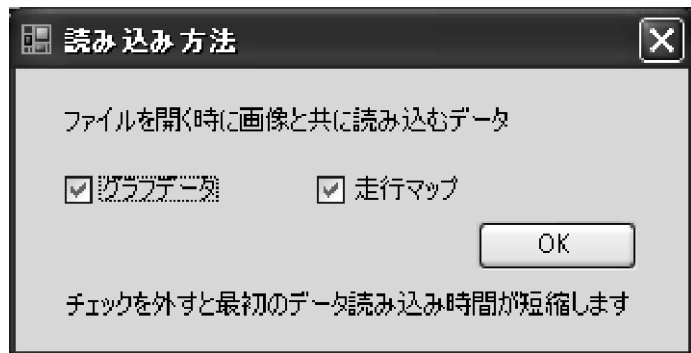 読み込み方法
ファイルを開く時に画像と共に読み込むデータ
グラフデータ 走行マップ
OK
チェックを外すと最初のデータ読み込み時間が短縮します